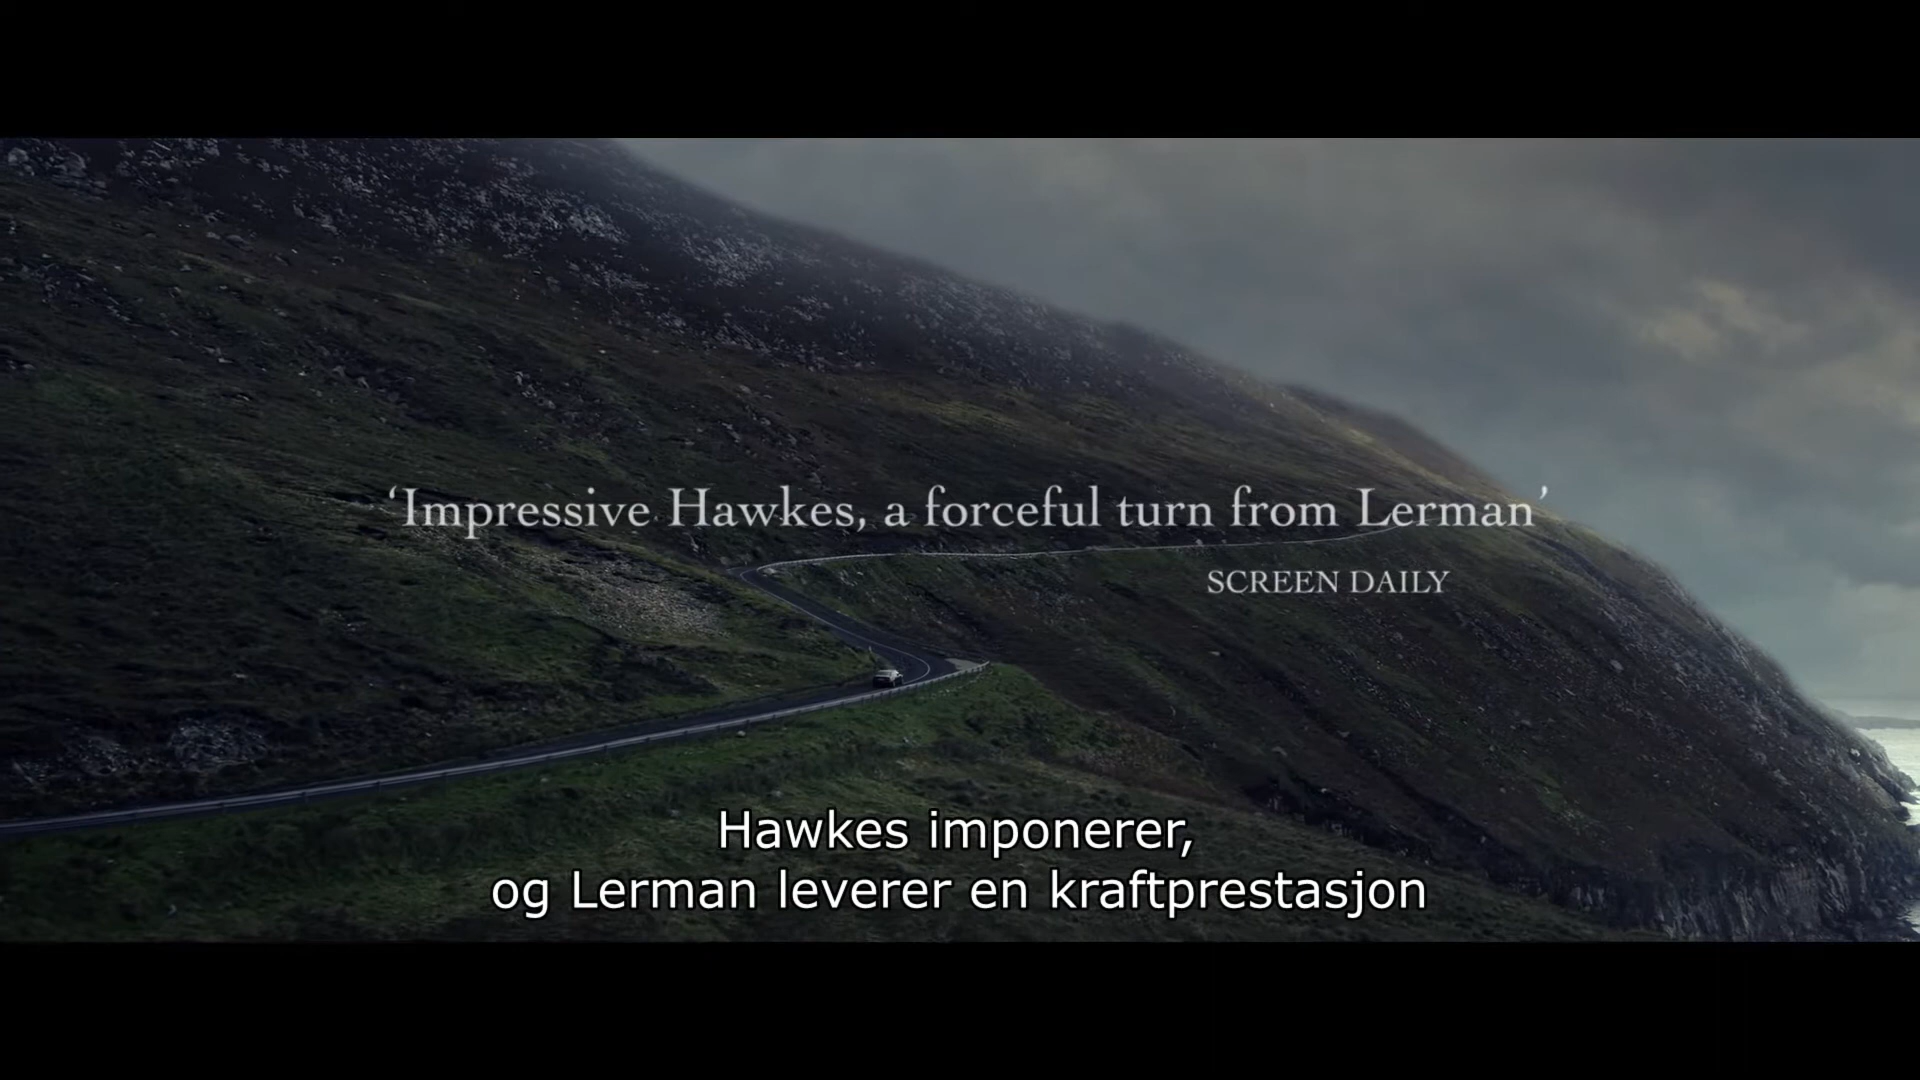 ‘Impressive Hawkes, a forceful turn from Lerman’
SCREEN DAILY
Hawkes imponerer,
og Lerman leverer en kraftprestasjon